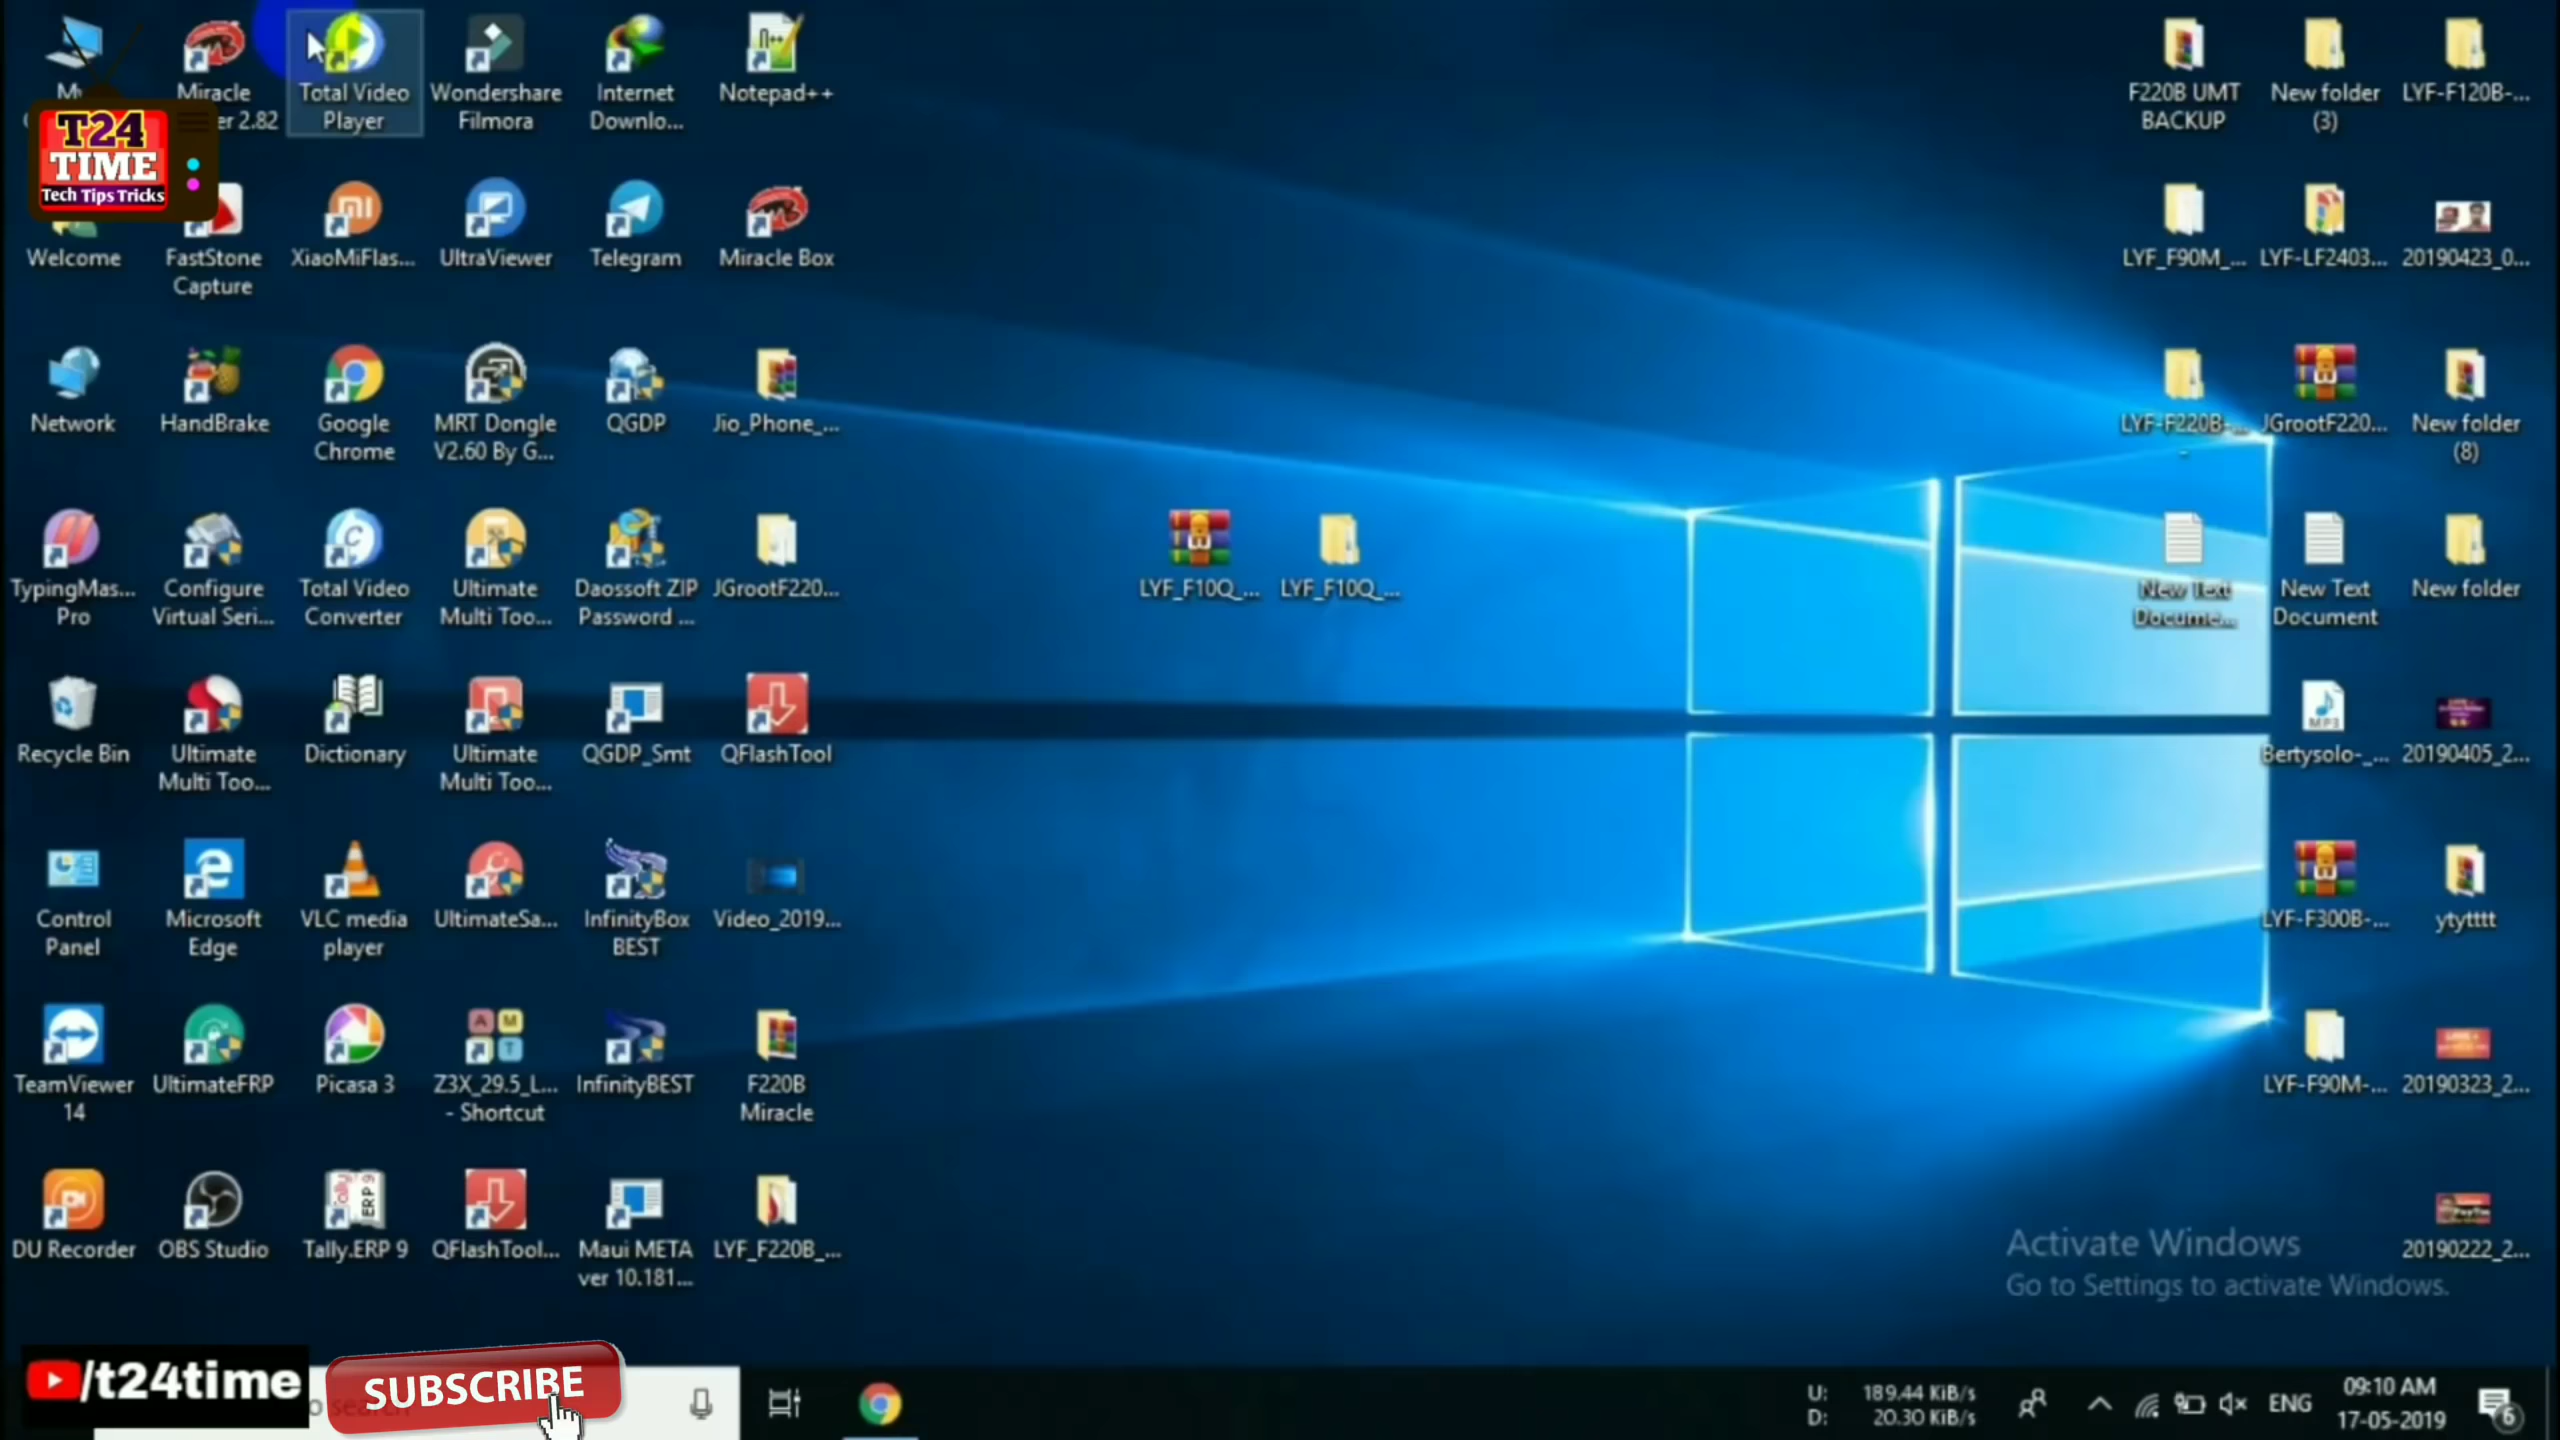 My
Miracle
er 2.82
Total Video
Player
Wondershare
Filmora
Internet
Downlo...
Notepad++
F220B UMT
BACKUP
New folder
(3)
LYF-F120B-...
T24
TIME
Tech Tips Tricks
Welcome
FastStone
Capture
XiaoMiFlas...
UltraViewer
Telegram
Miracle Box
LYF_F90M_...
LYF-LF2403...
20190423_0...
Network
HandBrake
Google
Chrome
MRT Dongle
V2.60 By G...
QGDP
Jio_Phone_...
LYF-F220B-...
JGrootF220...
New folder
(8)
TypingMas...
Pro
Configure
Virtual Seri...
Total Video
Converter
Ultimate
Multi Too...
Daossoft ZIP
Password ...
JGrootF220...
LYF_F10Q_...
LYF_F10Q_...
New Text
Docume...
New Text
Document
New folder
Recycle Bin
Ultimate
Multi Too...
Dictionary
Ultimate
Multi Too...
QGDP_Smt
QFlashTool
MP3
Bertysolo-_...
20190405_2...
Control
Panel
Microsoft
Edge
VLC media
player
UltimateSa...
InfinityBox
BEST
Video_2019...
LYF-F300B-...
ytytttt
TeamViewer
14
UltimateFRP
Picasa 3
Z3X_29.5_L...
- Shortcut
InfinityBEST
F220B
Miracle
LYF-F90M-...
20190323_2...
DU Recorder
OBS Studio
Tally.ERP 9
QFlashTool...
Maui META
ver 10.181...
LYF_F220B_...
20190222_2...
Activate Windows
Go to Settings to activate Windows.
/t24time
SUBSCRIBE
U: 189.44 KiB/s
D: 20.30 KiB/s
ENG
09:10 AM
17-05-2019
6